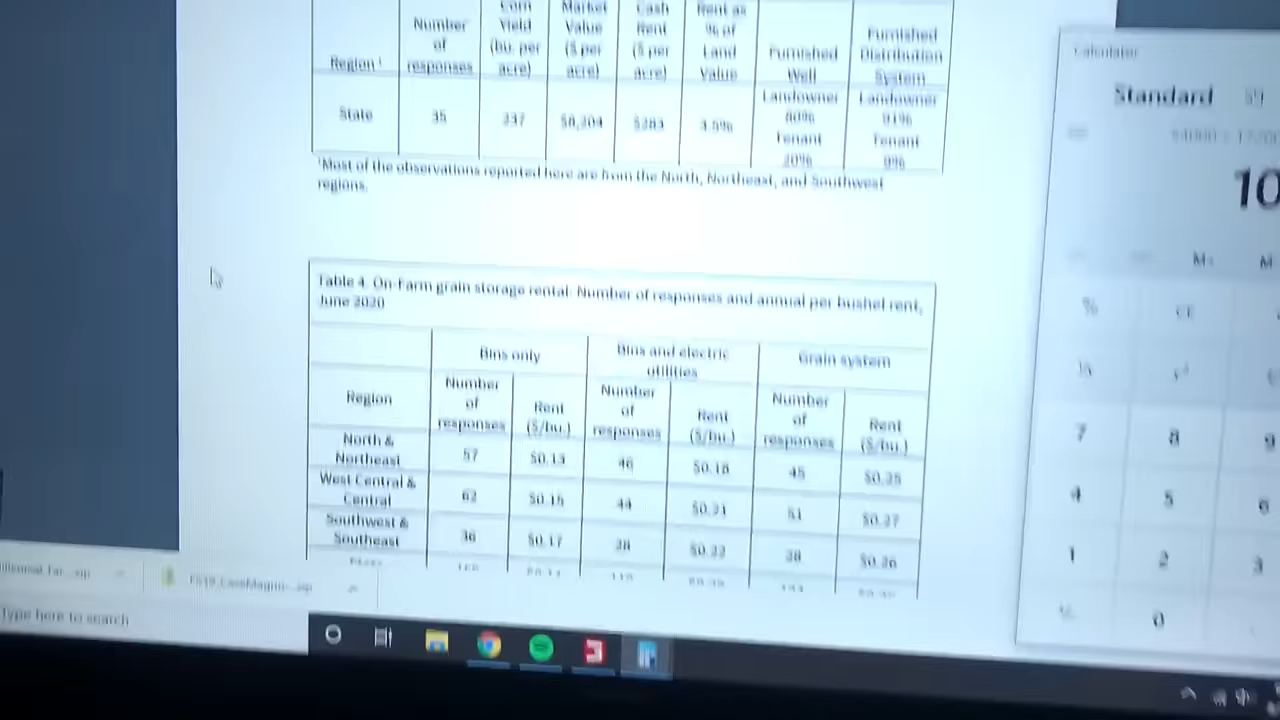 Corn Market Cash Rent as
Number Yield Value Rent % of Furnished
of (bu. per ($ per ($ per Land Furnished Distribution
Region¹ responses acre) acre) acre) Value Well System
Landowner Landowner
State 35 237 $8,204 $283 3.5% 80% 91%
Tenant Tenant
20% 9%
¹Most of the observations reported here are from the North, Northeast, and Southwest
regions.
Table 4. On-Farm grain storage rental: Number of responses and annual per bushel rent,
June 2020
Bins only Bins and electric utilities Grain system
Region Number of responses Rent ($/bu.) Number of responses Rent ($/bu.) Number of responses Rent ($/bu.)
North & Northeast 57 $0.13 46 45 $0.25
West Central & Central 62 $0.15 44 $0.21 51 $0.27
Southwest & Southeast 36 $0.17 28 $0.22 28 $0.26
Type here to search
Calculator
Standard
10
M
%
CE
7 8 9
4 5 6
1 2 3
0